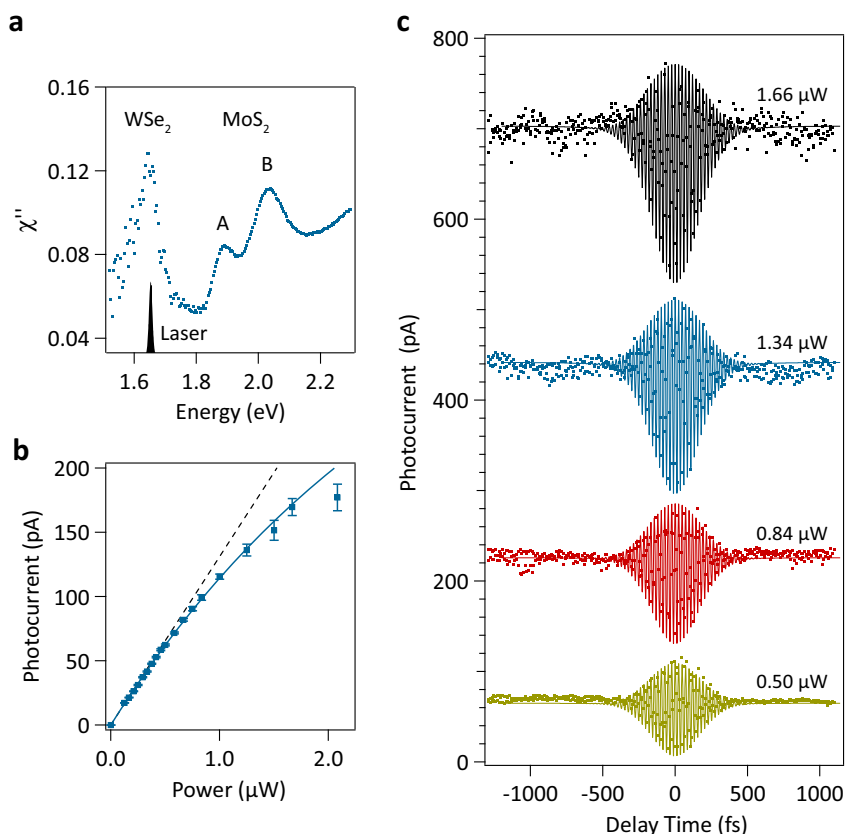 a
0.16
0.12
0.08
0.04
χ''
WSe2
MoS2
A
B
Laser
1.6
1.8
2.0
2.2
Energy (eV)
b
200
150
100
50
0
Photocurrent (pA)
0.0
1.0
2.0
Power (μW)
c
800
600
400
200
0
Photocurrent (pA)
1.66 μW
1.34 μW
0.84 μW
0.50 μW
-1000
-500
0
500
1000
Delay Time (fs)